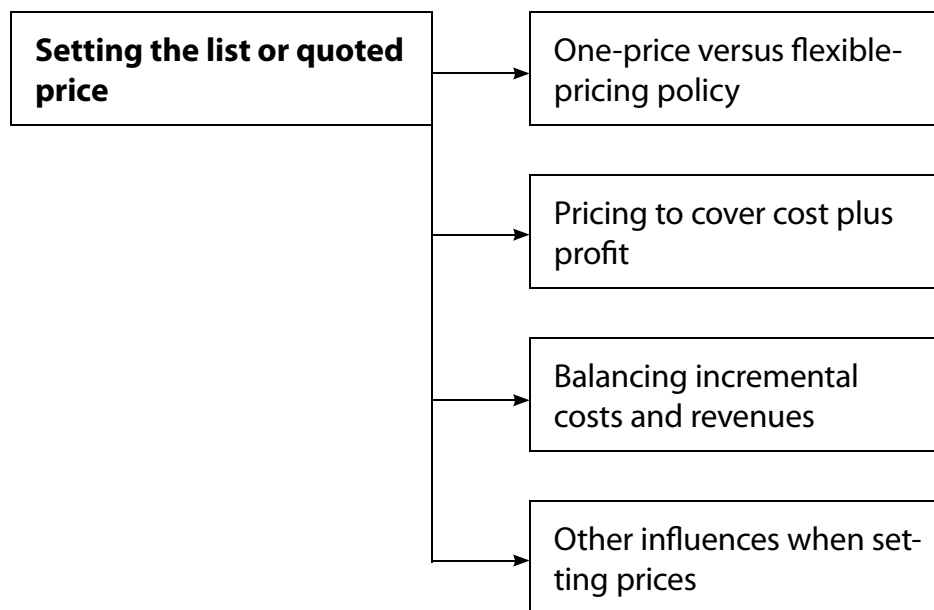 Setting the list or quoted
price
One-price versus flexible-
pricing policy
Pricing to cover cost plus
profit
Balancing incremental
costs and revenues
Other influences when set-
ting prices